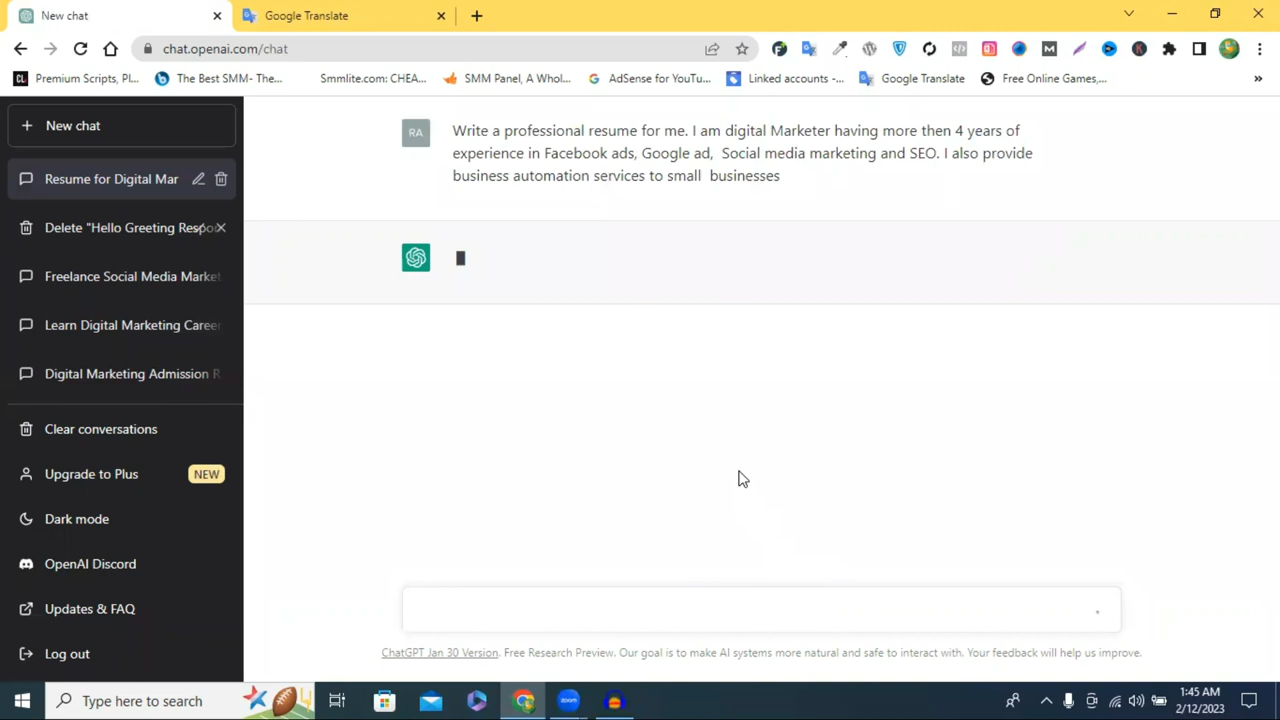 New chat
Google Translate
chat.openai.com/chat
Premium Scripts, Pl...
The Best SMM- The...
Smmlite.com: CHEA...
SMM Panel, A Whol...
AdSense for YouTu...
Linked accounts -...
Google Translate
Free Online Games,...
New chat
Resume for Digital Mar
Delete "Hello Greeting Respo
Freelance Social Media Market
Learn Digital Marketing Career
Digital Marketing Admission R
Clear conversations
Upgrade to Plus NEW
Dark mode
OpenAI Discord
Updates & FAQ
Log out
RA
Write a professional resume for me. I am digital Marketer having more then 4 years of
experience in Facebook ads, Google ad,  Social media marketing and SEO. I also provide
business automation services to small  businesses
ChatGPT Jan 30 Version. Free Research Preview. Our goal is to make AI systems more natural and safe to interact with. Your feedback will help us improve.
Type here to search
zoom
1:45 AM
2/12/2023